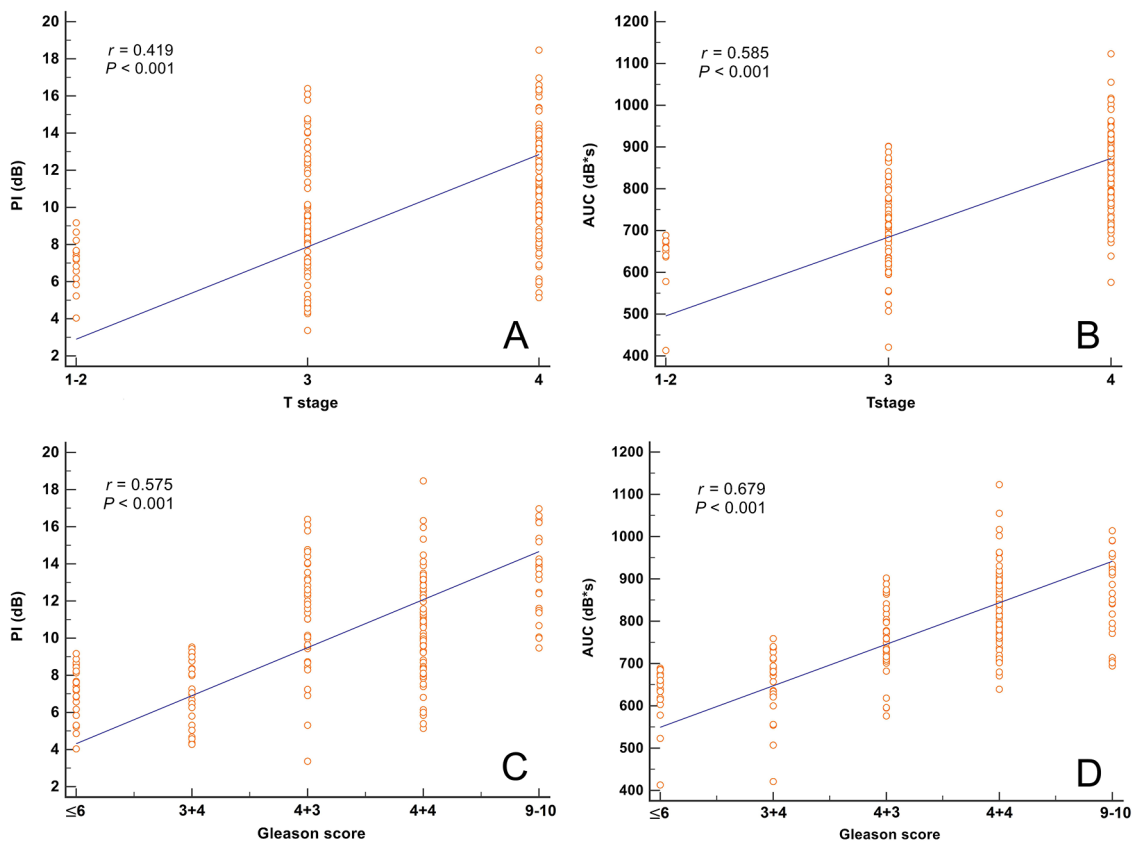 20
18
16
14
12
10
8
6
4
2
PI (dB)
r = 0.419
P < 0.001
A
1-2
3
4
T stage
1200
1100
1000
900
800
700
600
500
400
AUC (dB*s)
r = 0.585
P < 0.001
B
1-2
3
4
Tstage
20
18
16
14
12
10
8
6
4
2
PI (dB)
r = 0.575
P < 0.001
C
≤6
3+4
4+3
4+4
9-10
Gleason score
1200
1100
1000
900
800
700
600
500
400
AUC (dB*s)
r = 0.679
P < 0.001
D
≤6
3+4
4+3
4+4
9-10
Gleason score